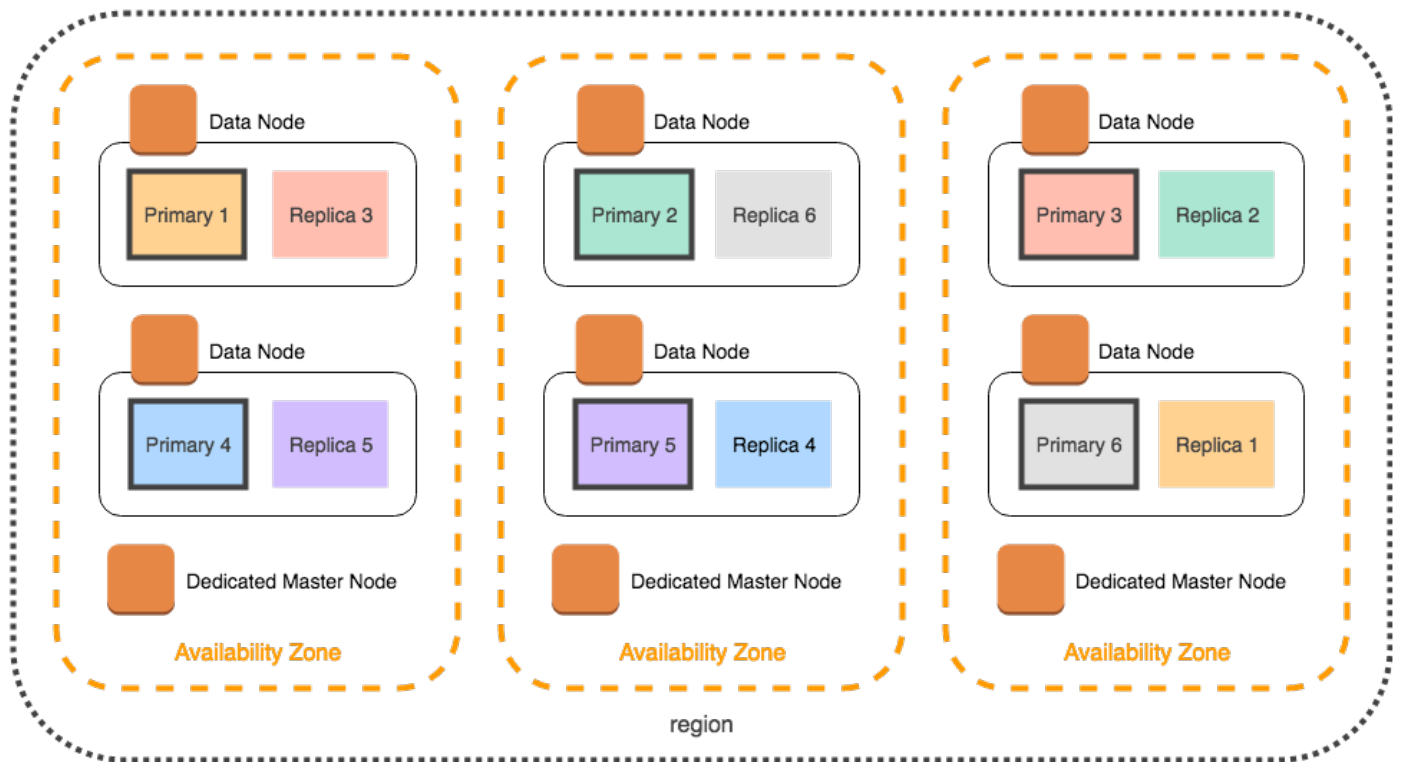 Data Node
Primary 1
Replica 3
Data Node
Primary 4
Replica 5
Dedicated Master Node
Availability Zone
Data Node
Primary 2
Replica 6
Data Node
Primary 5
Replica 4
Dedicated Master Node
Availability Zone
Data Node
Primary 3
Replica 2
Data Node
Primary 6
Replica 1
Dedicated Master Node
Availability Zone
region